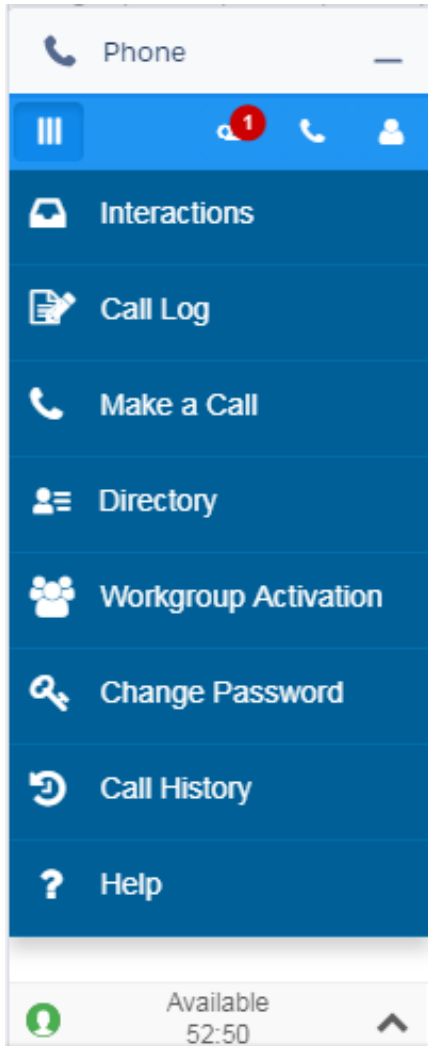 Phone
1
Interactions
Call Log
Make a Call
Directory
Workgroup Activation
Change Password
Call History
? Help
Available
52:50